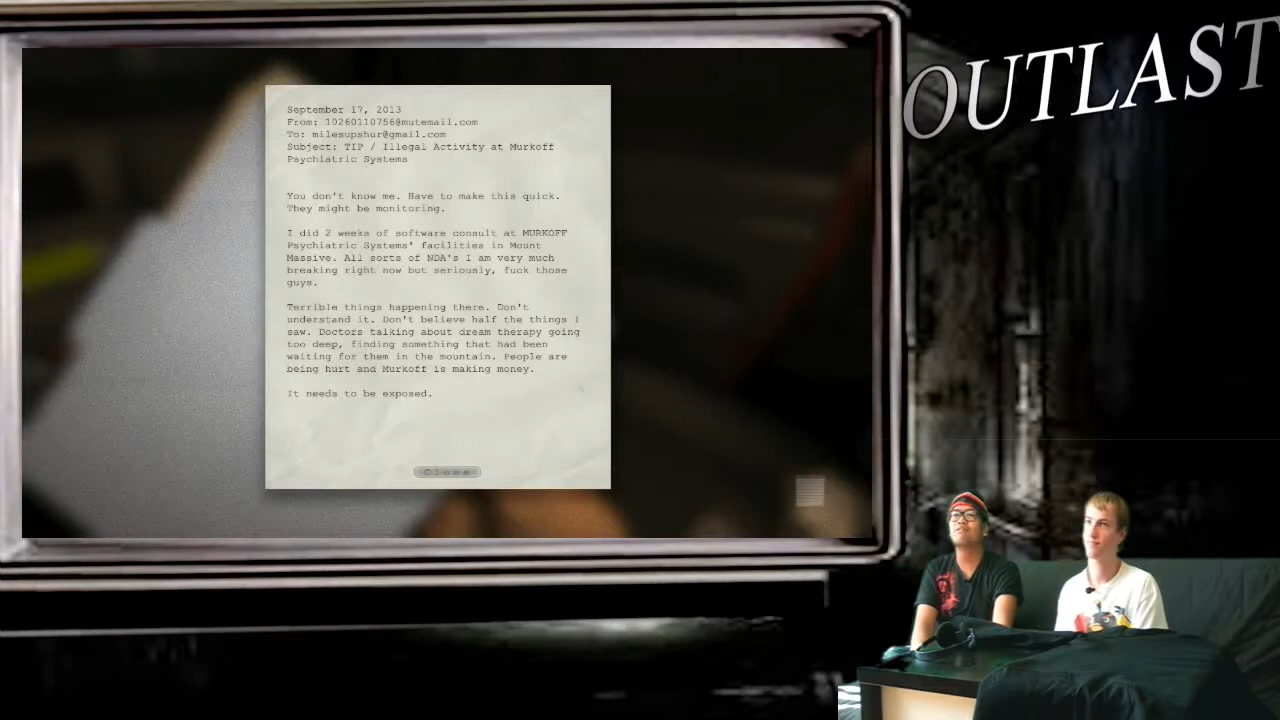 OUTLAST
September 17, 2013
From: 10260110756@mutemail.com
To: milesupshur@gmail.com
Subject: TIP / Illegal Activity at Murkoff
Psychiatric Systems
You don't know me. Have to make this quick.
They might be monitoring.
I did 2 weeks of software consult at MURKOFF
Psychiatric Systems' facilities in Mount
Massive. All sorts of NDA's I am very much
breaking right now but seriously, fuck those
guys.
Terrible things happening there. Don't
understand it. Don't believe half the things I
saw. Doctors talking about dream therapy going
too deep, finding something that had been
waiting for them in the mountain. People are
being hurt and Murkoff is making money.
It needs to be exposed.
Close